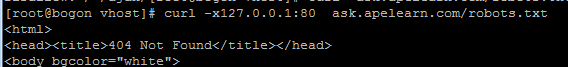 [root@bogon vhost]# curl -x127.0.0.1:80  ask.apelearn.com/robots.txt
<html>
<head><title>404 Not Found</title></head>
<body bgcolor="white">